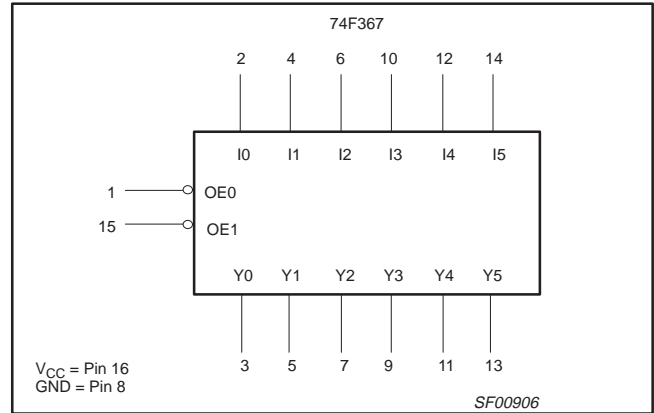 74F367
2 4 6 10 12 14
I0 I1 I2 I3 I4 I5
1 OE0
15 OE1
Y0 Y1 Y2 Y3 Y4 Y5
3 5 7 9 11 13
VCC = Pin 16
GND = Pin 8
SF00906